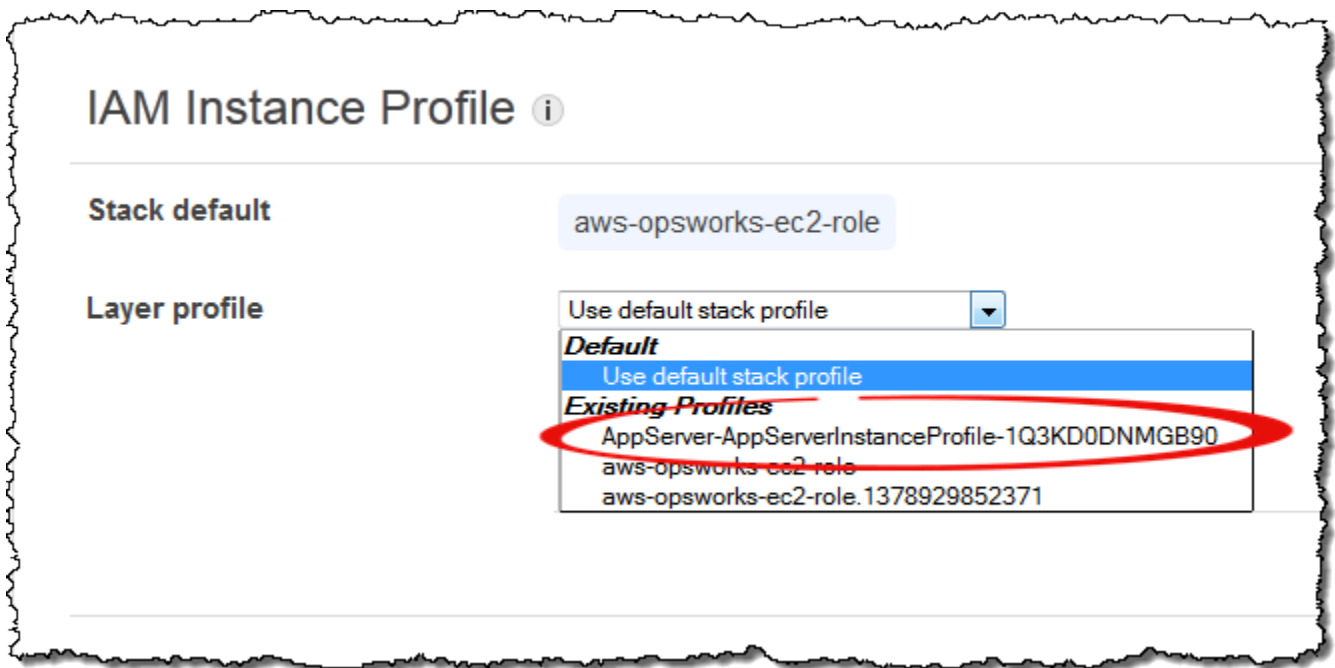 IAM Instance Profile i
Stack default
aws-opsworks-ec2-role
Layer profile
Use default stack profile
Default
Use default stack profile
Existing Profiles
AppServer-AppServerInstanceProfile-1Q3KD0DNMGB90
aws-opsworks-ec2-role
aws-opsworks-ec2-role.1378929852371